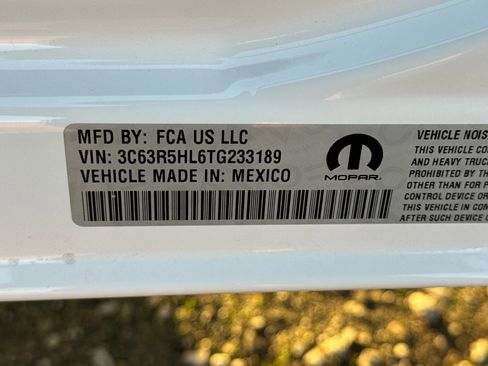 MFD BY: FCA US LLC
VIN: 3C63R5HL6TG233189
VEHICLE MADE IN: MEXICO
MOPAR.
VEHICLE NOIS
THIS VEHICLE CO
AND HEAVY TRUC
PROHIBITED BY TH
OTHER THAN FOR P
CONTROL DEVICE OR
THIS VEHICLE IN COM
AFTER SUCH DEVICE O